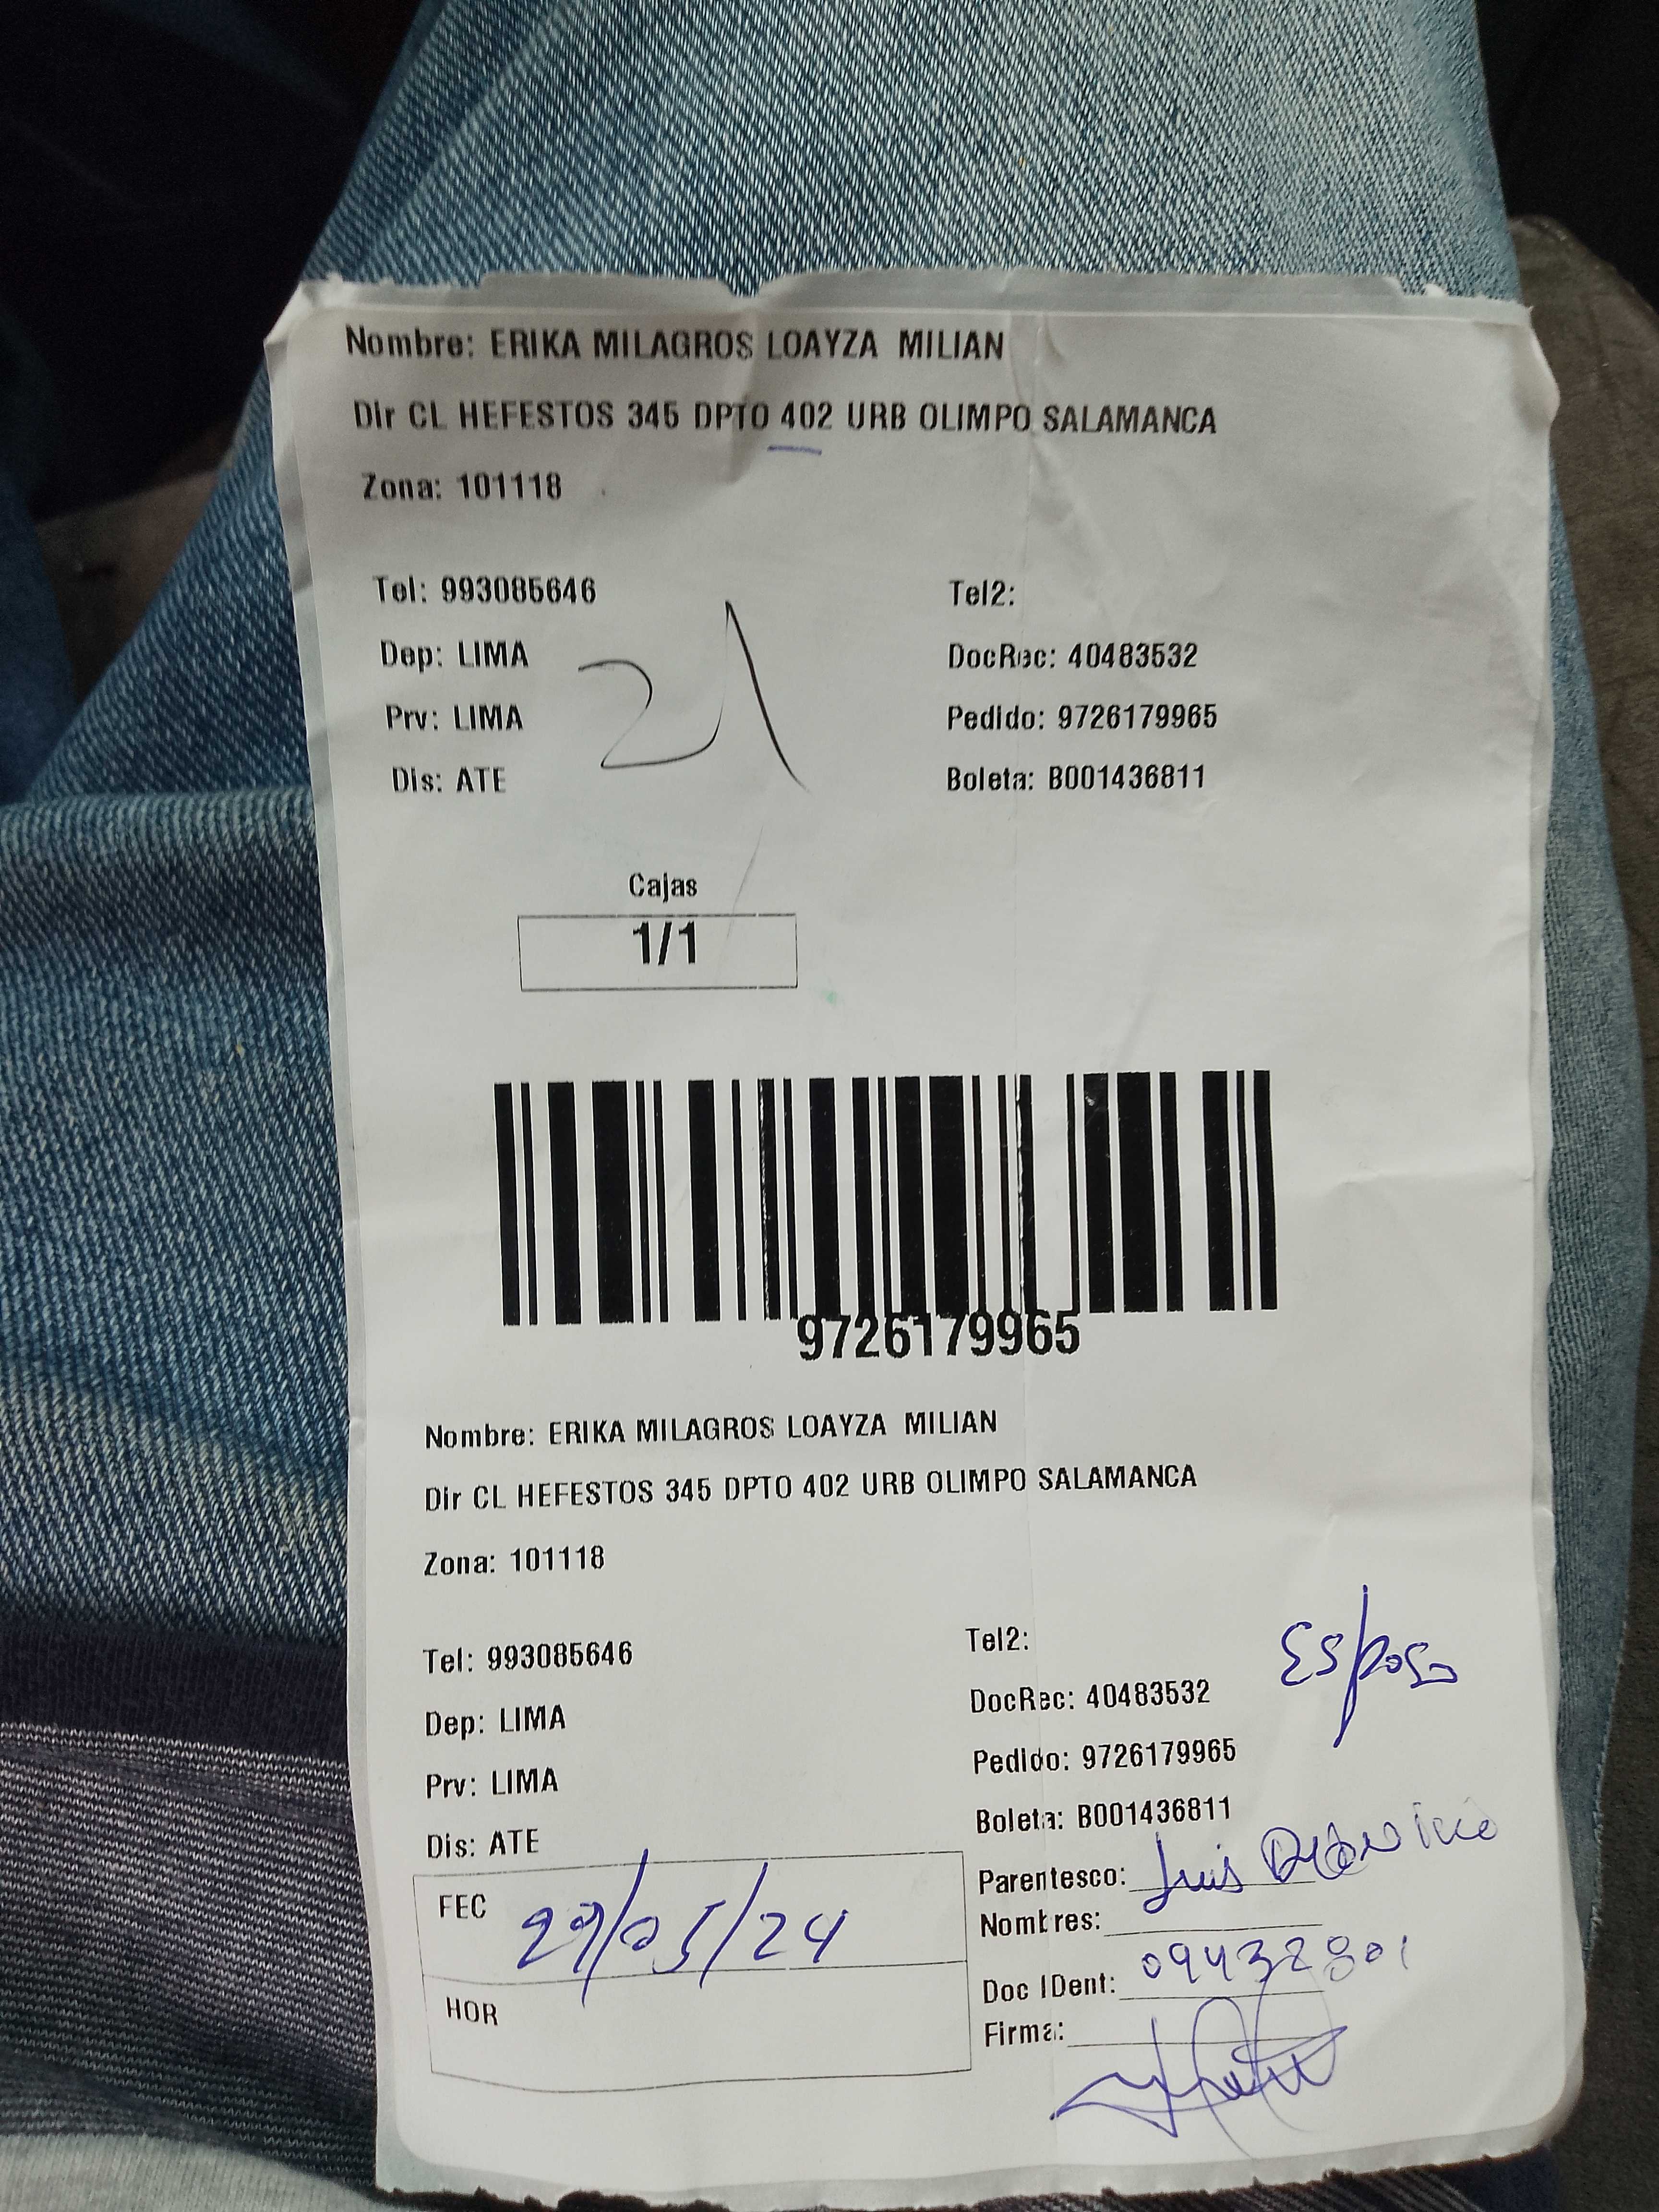 Nombre: ERIKA MILAGROS LOAYZA MILIAN
Dir CL HEFESTOS 345 DPTO 402 URB OLIMPO SALAMANCA
Zona: 101118
Tel: 993085646 Tel2:
Dep: LIMA DocRec: 40483532
21
Prv: LIMA Pedido: 9726179965
Dis: ATE Boleta: B001436811
Cajas
1/1
9726179965
Nombre: ERIKA MILAGROS LOAYZA MILIAN
Dir CL HEFESTOS 345 DPTO 402 URB OLIMPO SALAMANCA
Zona: 101118
Tel: 993085646 Tel2:
Esposo
Dep: LIMA DocRec: 40483532
Prv: LIMA Pedido: 9726179965
Dis: ATE Boleta: B001436811
Parentesco: Luis
FEC 29/05/24
Nombres:
Doc IDent: 09432801
HOR
Firma: